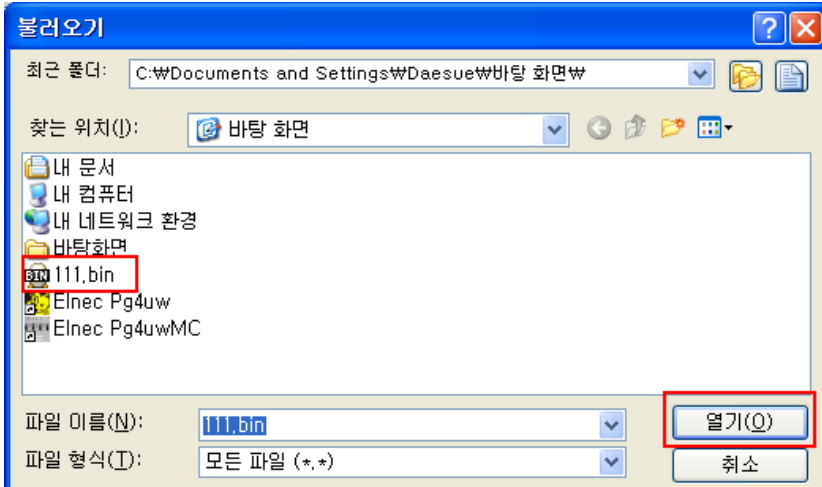 불러오기
최근 폴더: C:₩Documents and Settings₩Daesue₩바탕 화면₩
찾는 위치(I): 바탕 화면
내 문서
내 컴퓨터
내 네트워크 환경
바탕화면
BIN 111.bin
Elnec Pg4uw
Elnec Pg4uwMC
파일 이름(N): 111.bin 열기(O)
파일 형식(T): 모든 파일 (*.*) 취소